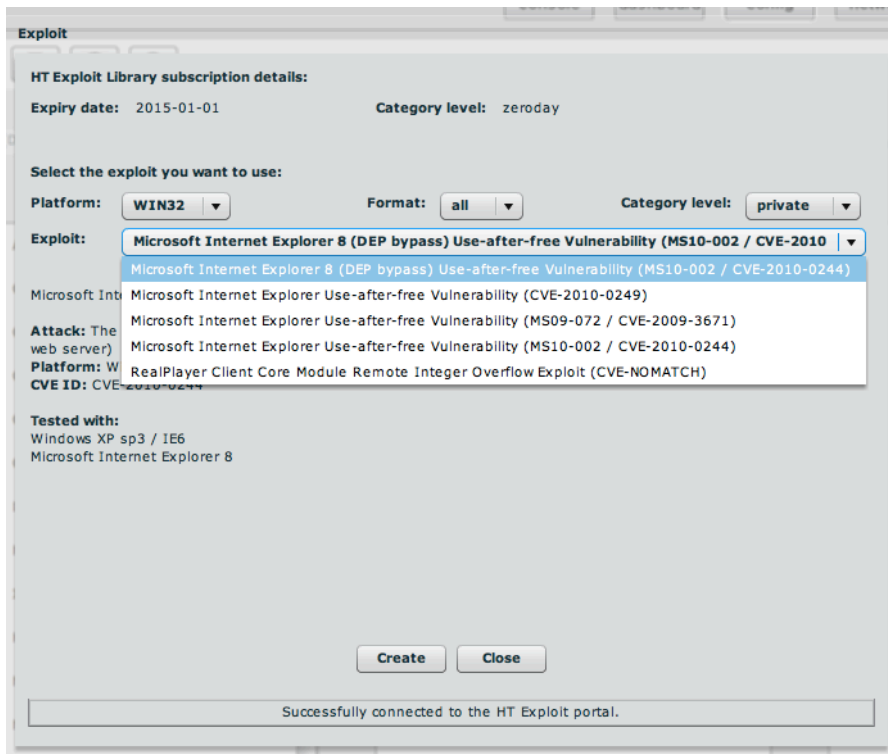 Exploit
HT Exploit Library subscription details:
Expiry date: 2015-01-01 Category level: zeroday
Select the exploit you want to use:
Platform: WIN32 Format: all Category level: private
Exploit: Microsoft Internet Explorer 8 (DEP bypass) Use-after-free Vulnerability (MS10-002 / CVE-2010
Microsoft Internet Explorer 8 (DEP bypass) Use-after-free Vulnerability (MS10-002 / CVE-2010-0244)
Microsoft Int Microsoft Internet Explorer Use-after-free Vulnerability (CVE-2010-0249)
Attack: The Microsoft Internet Explorer Use-after-free Vulnerability (MS09-072 / CVE-2009-3671)
web server) Microsoft Internet Explorer Use-after-free Vulnerability (MS10-002 / CVE-2010-0244)
Platform: W RealPlayer Client Core Module Remote Integer Overflow Exploit (CVE-NOMATCH)
CVE ID: CVE-2010-0244
Tested with:
Windows XP sp3 / IE6
Microsoft Internet Explorer 8
Create Close
Successfully connected to the HT Exploit portal.